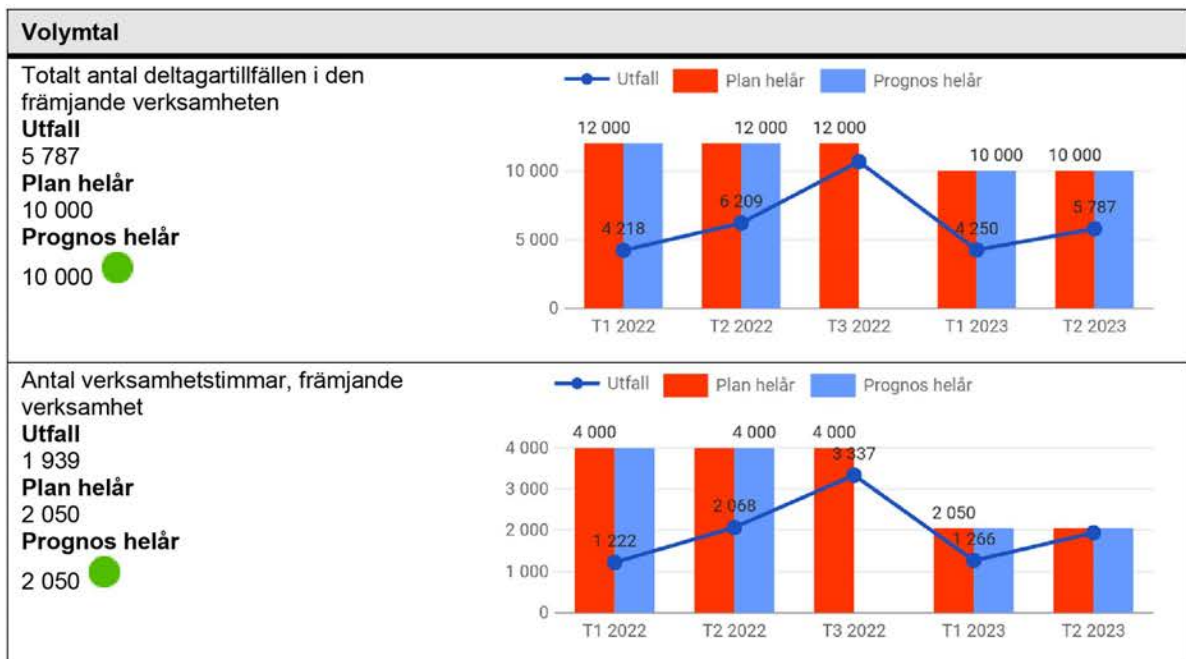 Volymtal
Totalt antal deltagartillfällen i den
främjande verksamheten
Utfall
5 787
Plan helår
10 000
Prognos helår
10 000
Utfall Plan helår Prognos helår
12 000 12 000 12 000
10 000 10 000 10 000
6 209
4 218 4 250 5 787
5 000
0
T1 2022 T2 2022 T3 2022 T1 2023 T2 2023
Antal verksamhetstimmar, främjande
verksamhet
Utfall
1 939
Plan helår
2 050
Prognos helår
2 050
Utfall Plan helår Prognos helår
4 000 4 000 4 000
4 000
3 337
3 000
2 068 2 050
2 000
1 222 1 266
1 000
0
T1 2022 T2 2022 T3 2022 T1 2023 T2 2023